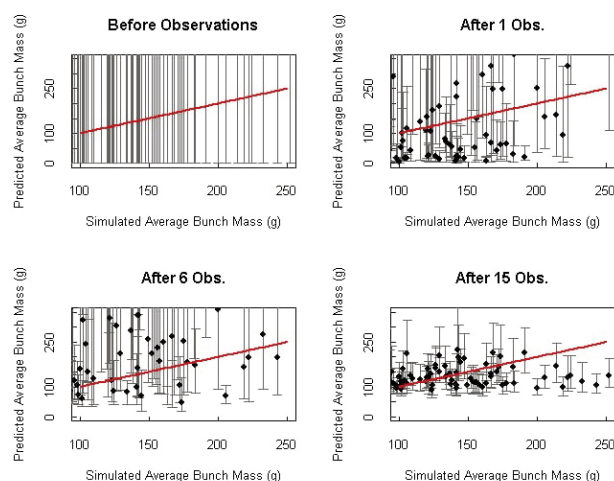 Before Observations
Predicted Average Bunch Mass (g)
0 100 250
100 150 200 250
Simulated Average Bunch Mass (g)
After 1 Obs.
Predicted Average Bunch Mass (g)
0 100 250
100 150 200 250
Simulated Average Bunch Mass (g)
After 6 Obs.
Predicted Average Bunch Mass (g)
0 100 250
100 150 200 250
Simulated Average Bunch Mass (g)
After 15 Obs.
Predicted Average Bunch Mass (g)
0 100 250
100 150 200 250
Simulated Average Bunch Mass (g)